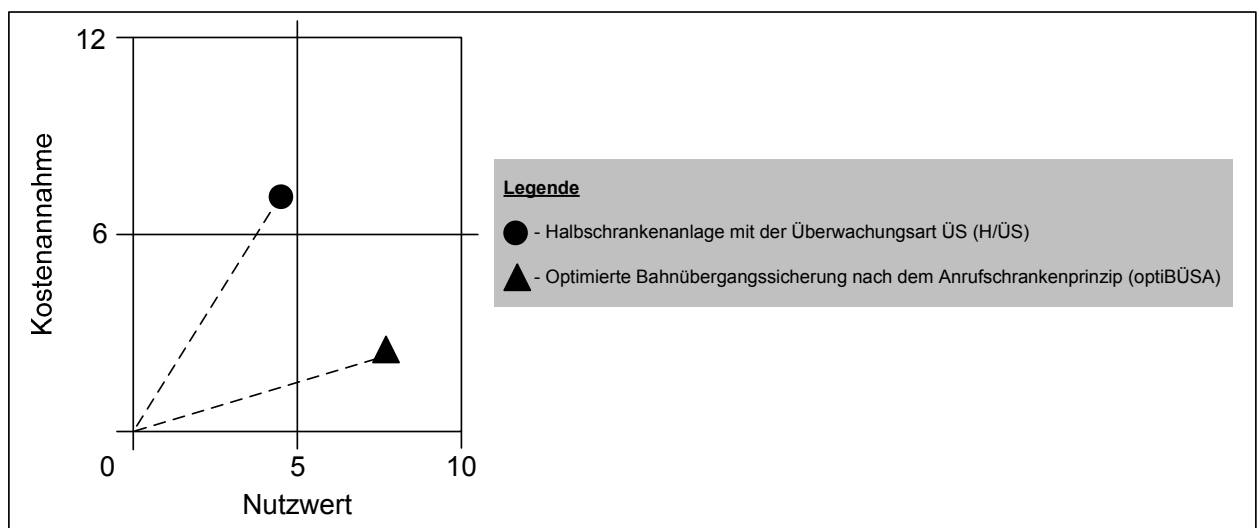 12
6
0
5
10
Kostenannahme
Nutzwert
Legende
- Halbschrankenanlage mit der Überwachungsart ÜS (H/ÜS)
- Optimierte Bahnübergangssicherung nach dem Anrufschrankenprinzip (optiBÜSA)